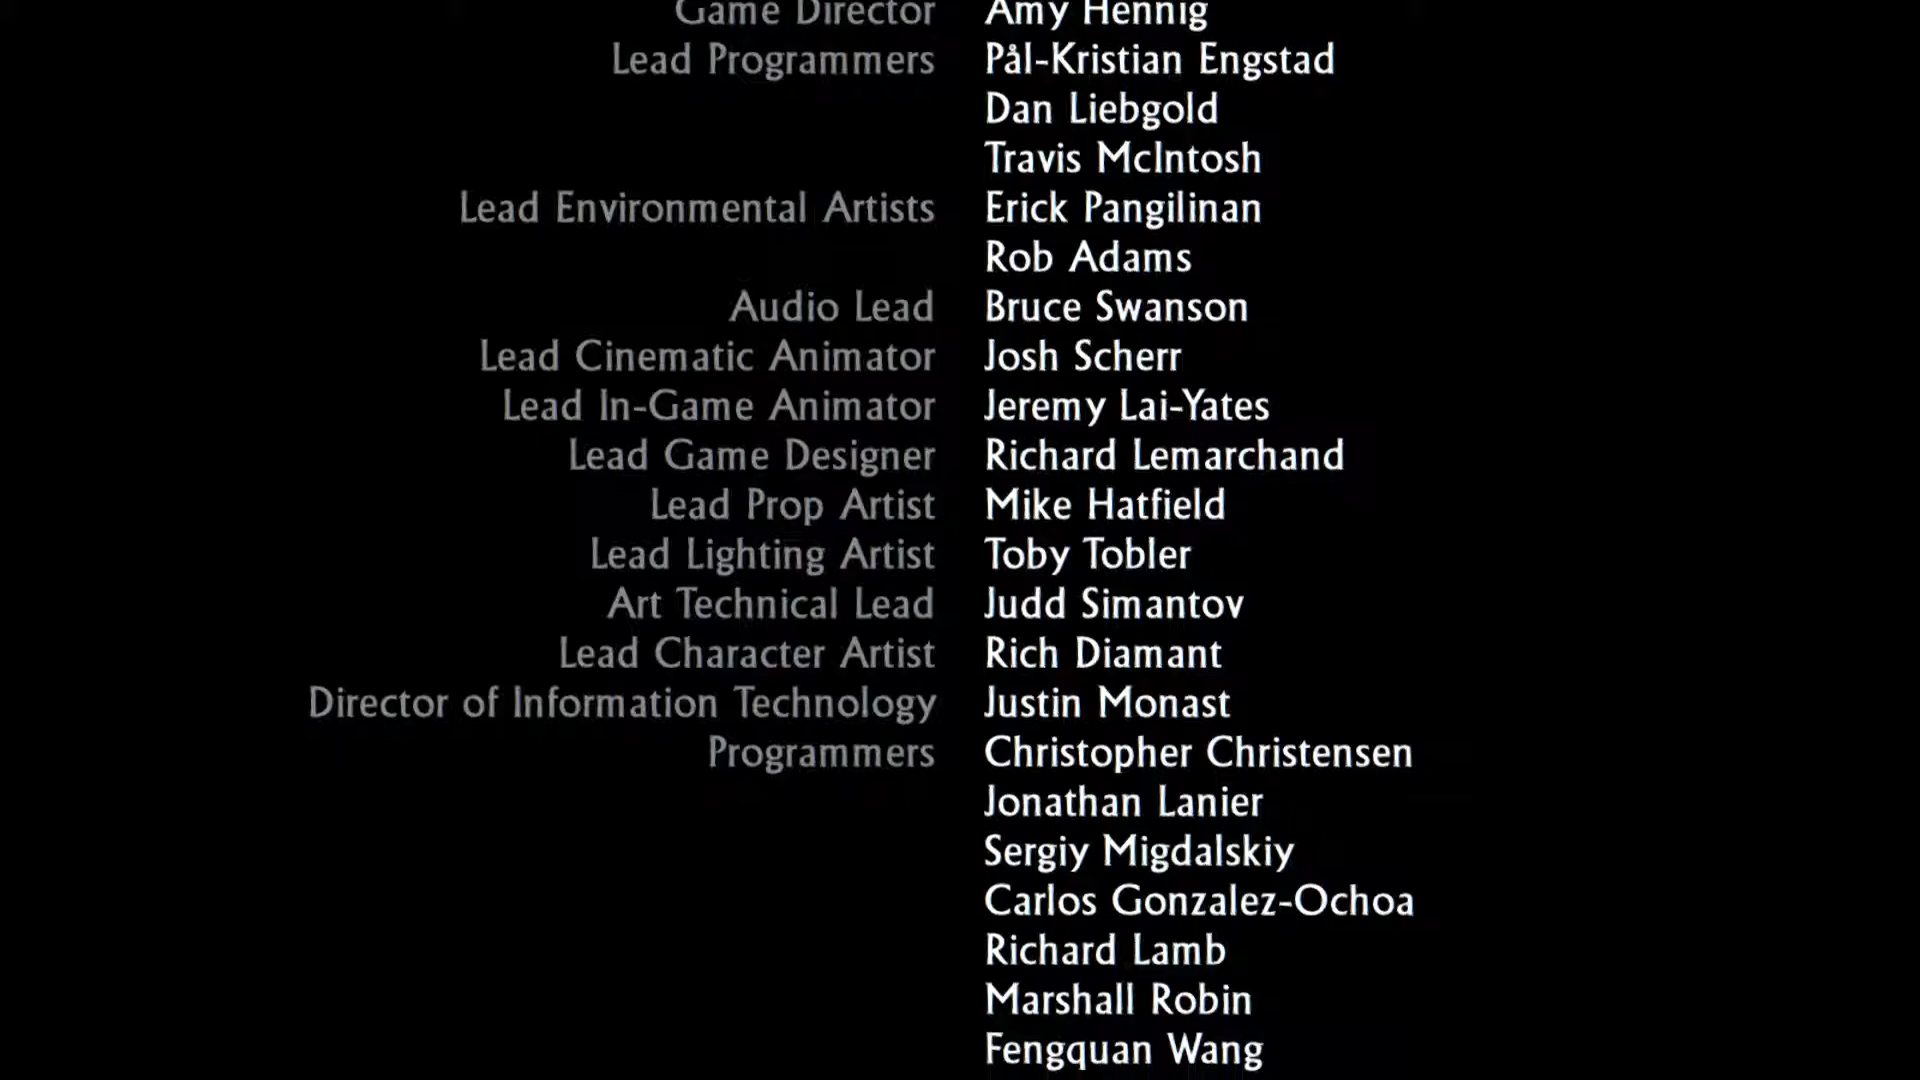 Game Director Amy Hennig
Lead Programmers Pål-Kristian Engstad
Dan Liebgold
Travis McIntosh
Lead Environmental Artists Erick Pangilinan
Rob Adams
Audio Lead Bruce Swanson
Lead Cinematic Animator Josh Scherr
Lead In-Game Animator Jeremy Lai-Yates
Lead Game Designer Richard Lemarchand
Lead Prop Artist Mike Hatfield
Lead Lighting Artist Toby Tobler
Art Technical Lead Judd Simantov
Lead Character Artist Rich Diamant
Director of Information Technology Justin Monast
Programmers Christopher Christensen
Jonathan Lanier
Sergiy Migdalskiy
Carlos Gonzalez-Ochoa
Richard Lamb
Marshall Robin
Fengquan Wang